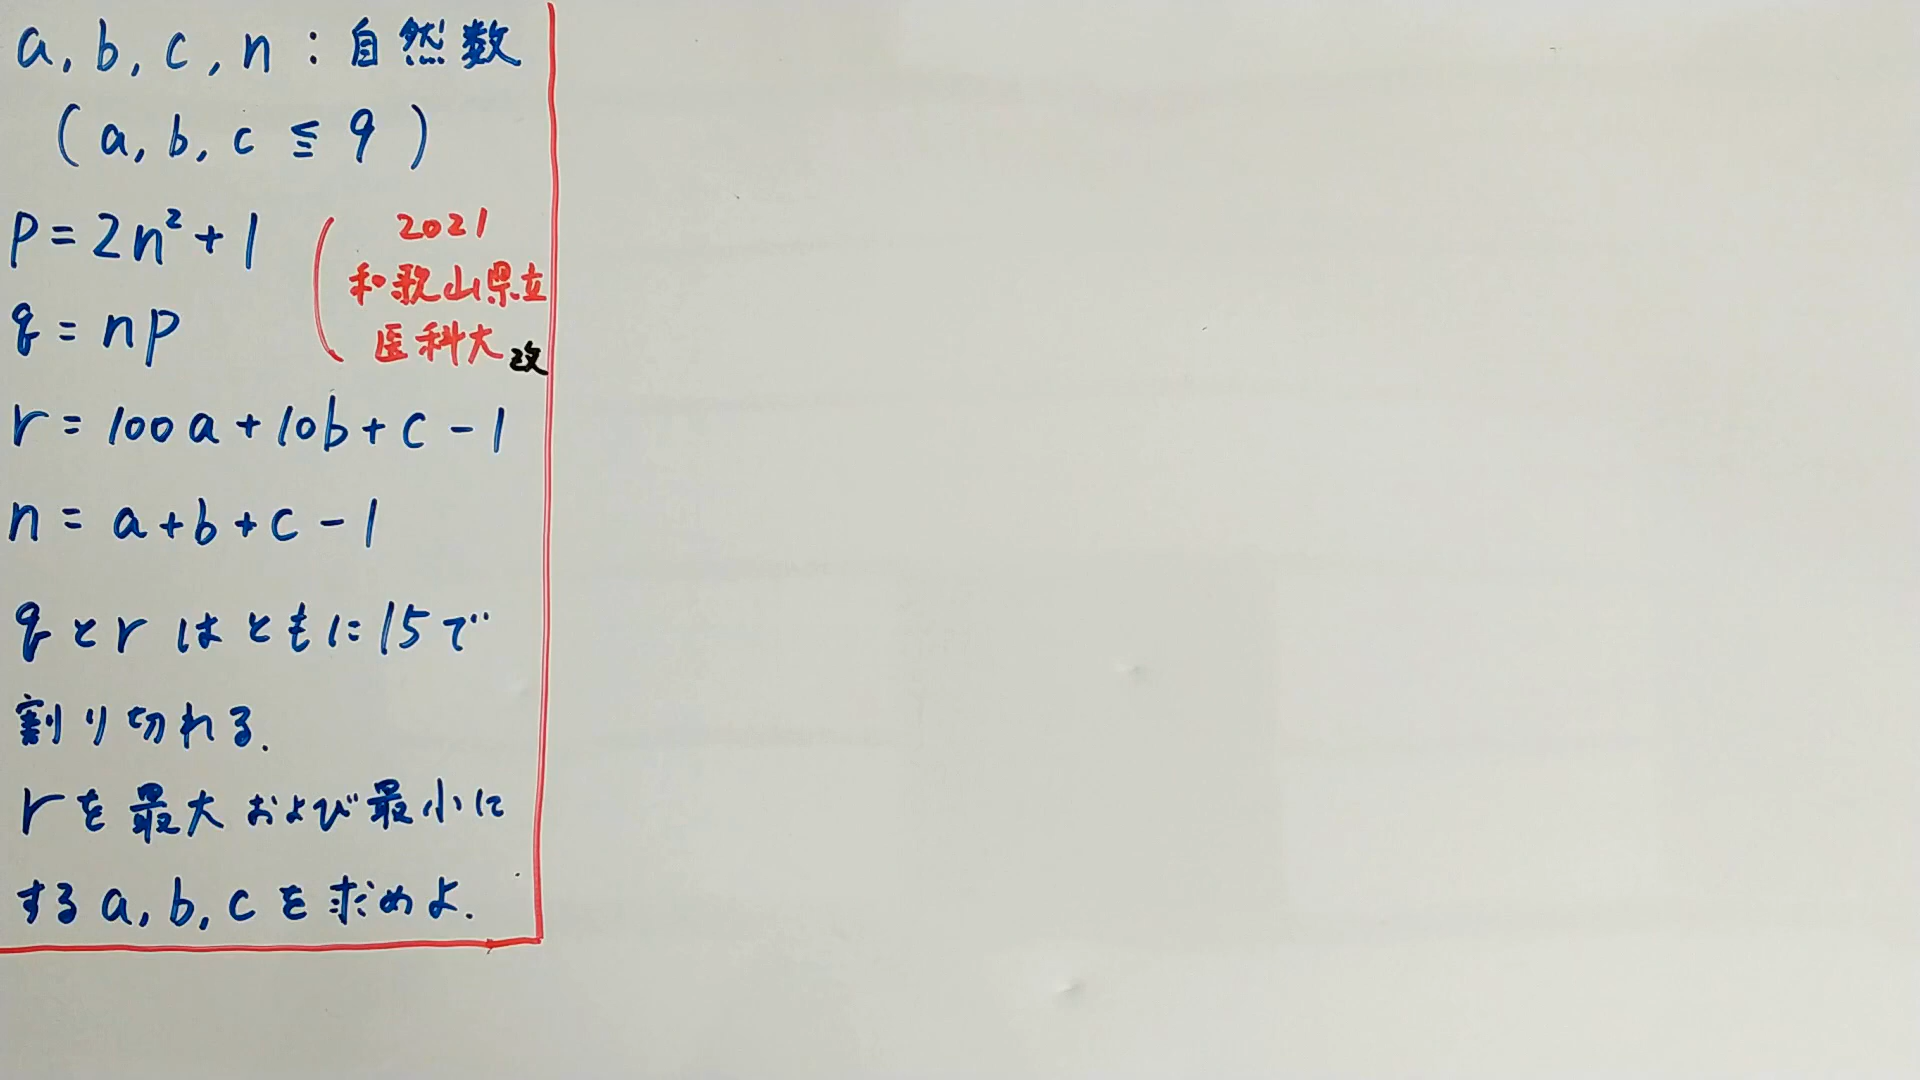 a, b, c, n : 自然数
( a, b, c ≦ 9 )
P = 2n² + 1
2021
和歌山県立
医科大 改
q = np
r = 100a + 10b + c - 1
n = a + b + c - 1
q と r はともに 15で
割り切れる.
r を 最大 および 最小に
する a, b, c を 求めよ.